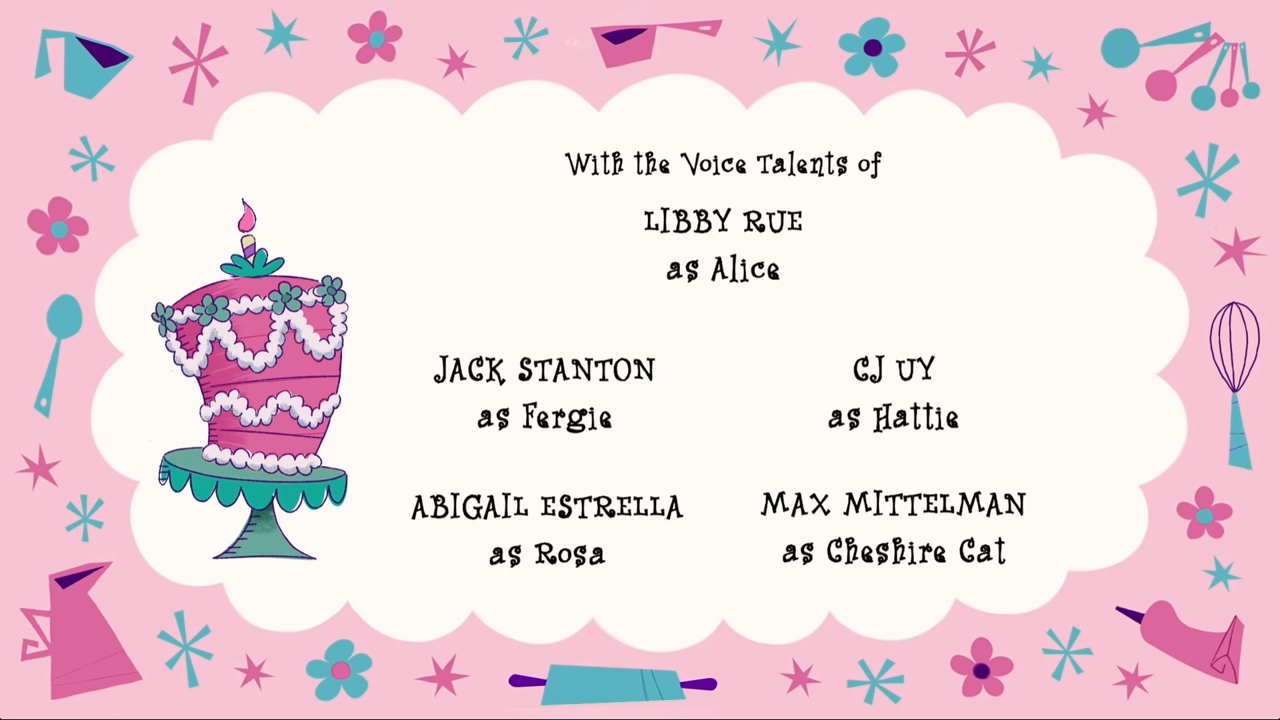 With the Voice Talents of
LIBBY RUE
as Alice
JACK STANTON
as Fergie
CJ UY
as Hattie
ABIGAIL ESTRELLA
as Rosa
MAX MITTELMAN
as Cheshire Cat